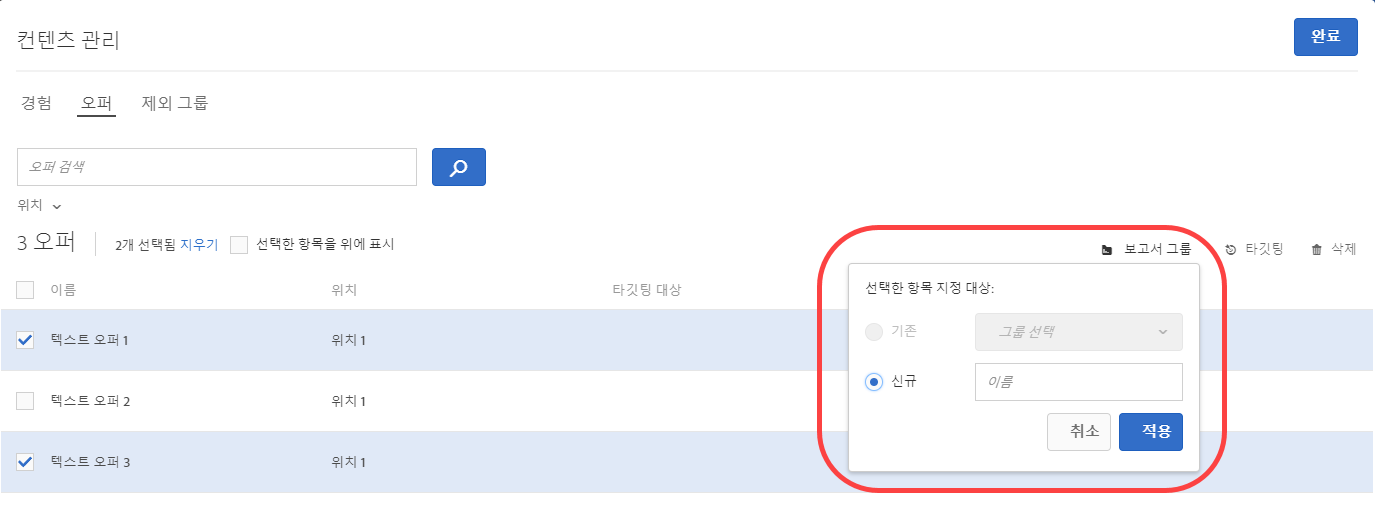 컨텐츠 관리
완료
경험 오퍼 제외 그룹
오퍼 검색
위치
3 오퍼 2개 선택됨 지우기 선택한 항목을 위에 표시
보고서 그룹 타깃팅 삭제
이름 위치 타깃팅 대상
텍스트 오퍼 1 위치 1
텍스트 오퍼 2 위치 1
텍스트 오퍼 3 위치 1
선택한 항목 지정 대상:
기존 그룹 선택
신규 이름
취소 적용